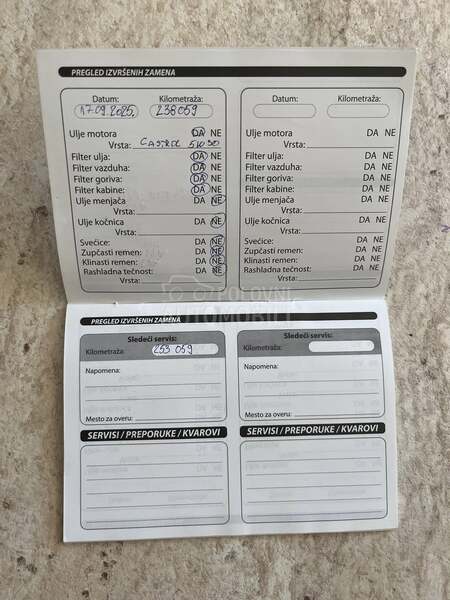 PREGLED IZVRŠENIH ZAMENA
Datum: Kilometraža:
17.09.2025. 238059
Ulje motora DA NE
Vrsta: CASTROL 5W30
Filter ulja: DA NE
Filter vazduha: DA NE
Filter goriva: DA NE
Filter kabine: DA NE
Ulje menjača DA NE
Vrsta:
Ulje kočnica DA NE
Vrsta:
Svećice: DA NE
Zupčasti remen: DA NE
Klinasti remen: DA NE
Rashladna tečnost: DA NE
Datum: Kilometraža:
Ulje motora DA NE
Vrsta:
Filter ulja: DA NE
Filter vazduha: DA NE
Filter goriva: DA NE
Filter kabine: DA NE
Ulje menjača DA NE
Vrsta:
Ulje kočnica DA NE
Vrsta:
Svećice: DA NE
Zupčasti remen: DA NE
Klinasti remen: DA NE
Rashladna tečnost: DA NE
POLOVNI
AUTOMOBILI
PREGLED IZVRŠENIH ZAMENA
Sledeći servis:
Kilometraža: 253 059
Napomena:
Mesto za overu:
SERVISI / PREPORUKE / KVAROVI
Sledeći servis:
Kilometraža:
Napomena:
Mesto za overu:
SERVISI / PREPORUKE / KVAROVI